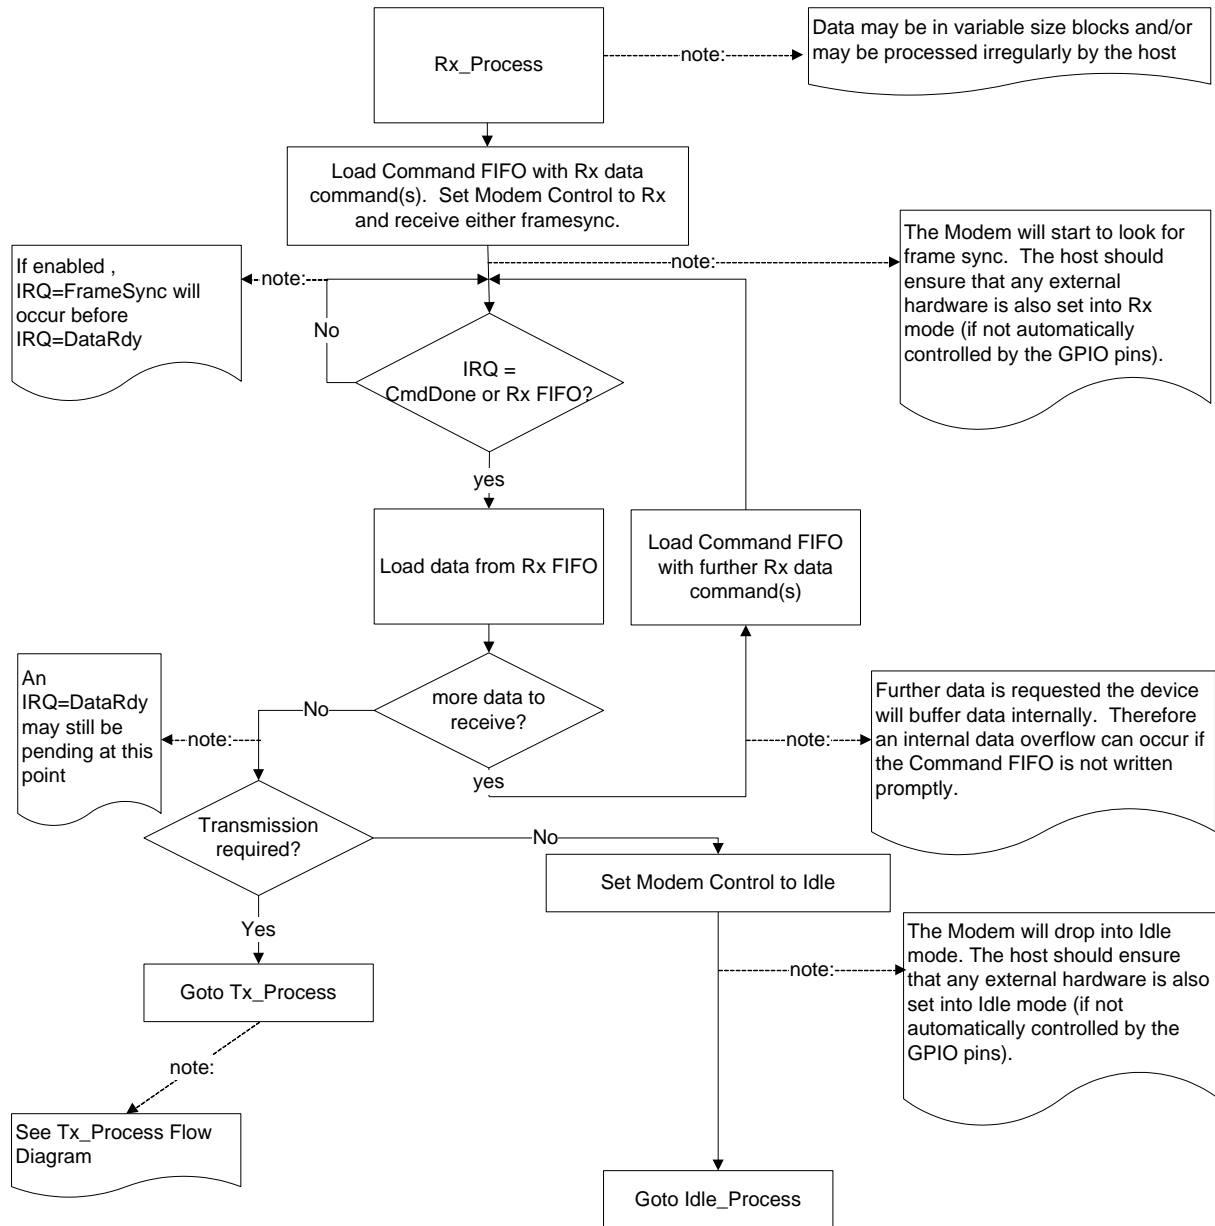 Rx_Process
note:
Data may be in variable size blocks and/or
may be processed irregularly by the host
Load Command FIFO with Rx data
command(s).  Set Modem Control to Rx
and receive either framesync.
If enabled ,
IRQ=FrameSync will
occur before
IRQ=DataRdy
note:
note:
The Modem will start to look for
frame sync.  The host should
ensure that any external
hardware is also set into Rx
mode (if not automatically
controlled by the GPIO pins).
No
IRQ =
CmdDone or Rx FIFO?
yes
Load data from Rx FIFO
Load Command FIFO
with further Rx data
command(s)
An
IRQ=DataRdy
may still be
pending at this
point
note:
No
more data to
receive?
yes
note:
Further data is requested the device
will buffer data internally.  Therefore
an internal data overflow can occur if
the Command FIFO is not written
promptly.
Transmission
required?
No
Set Modem Control to Idle
Yes
Goto Tx_Process
note:
The Modem will drop into Idle
mode. The host should ensure
that any external hardware is also
set into Idle mode (if not
automatically controlled by the
GPIO pins).
note:
See Tx_Process Flow
Diagram
Goto Idle_Process